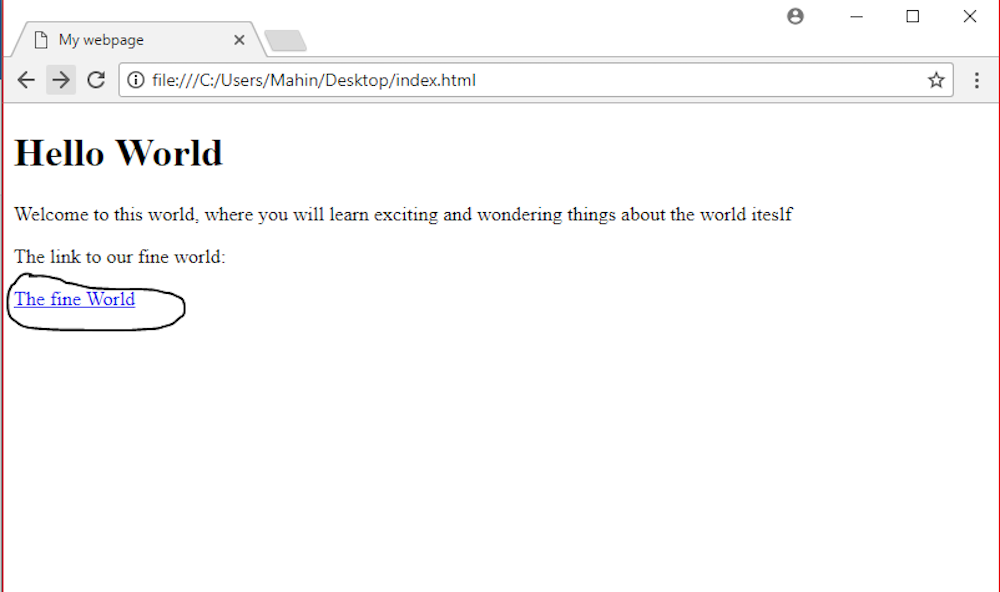 My webpage
file:///C:/Users/Mahin/Desktop/index.html
Hello World
Welcome to this world, where you will learn exciting and wondering things about the world iteslf
The link to our fine world:
The fine World